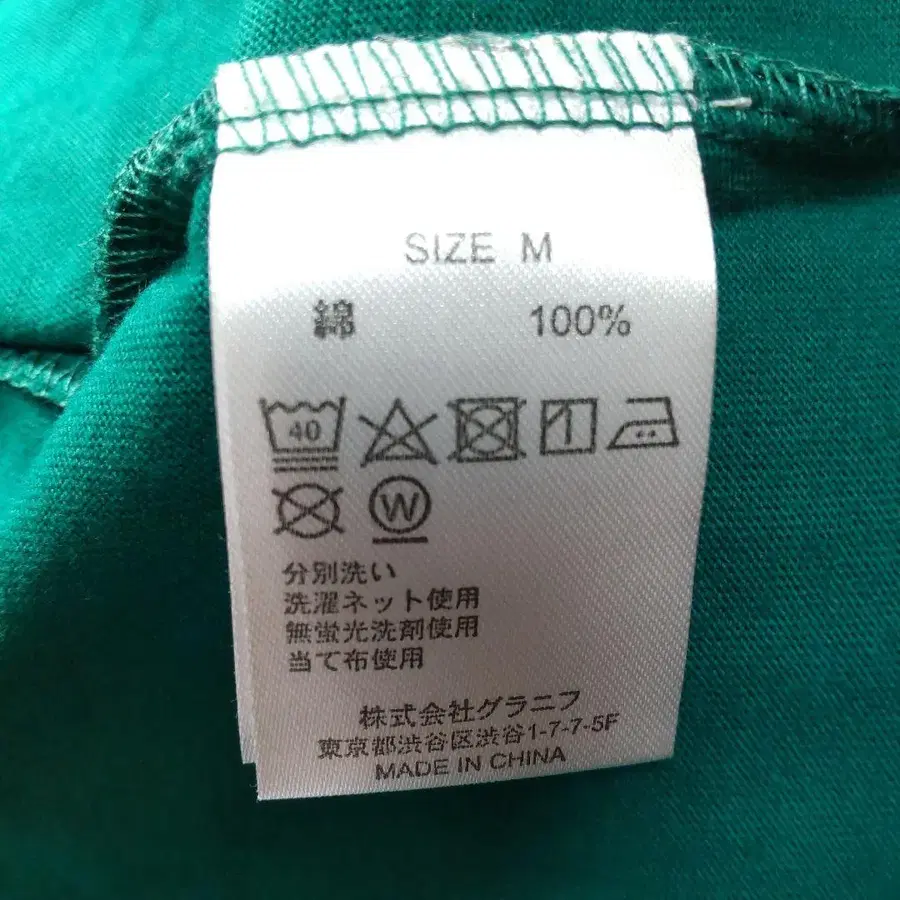 SIZE M
綿 100%
40
W
分別洗い
洗濯ネット使用
無蛍光洗剤使用
当て布使用
株式会社グラニフ
東京都渋谷区渋谷1-7-7-5F
MADE IN CHINA